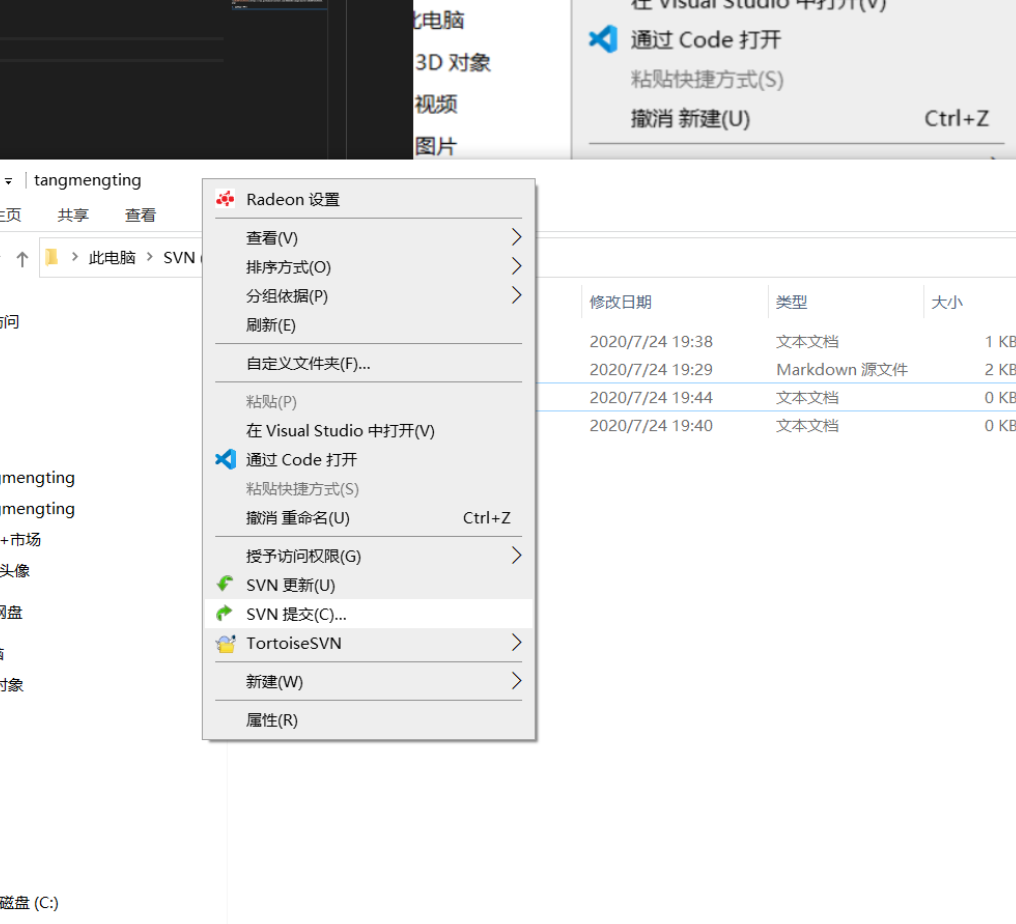 此电脑
3D 对象
视频
图片
在 Visual Studio 中打开(V)
通过 Code 打开
粘贴快捷方式(S)
撤消 新建(U) Ctrl+Z
tangmengting
主页 共享 查看
此电脑 SVN (
访问
gmengting
gmengting
+市场
头像
网盘
脑
对象
磁盘 (C:)
Radeon 设置
查看(V)
排序方式(O)
分组依据(P)
刷新(E)
自定义文件夹(F)...
粘贴(P)
在 Visual Studio 中打开(V)
通过 Code 打开
粘贴快捷方式(S)
撤消 重命名(U) Ctrl+Z
授予访问权限(G)
SVN 更新(U)
SVN 提交(C)...
TortoiseSVN
新建(W)
属性(R)
修改日期 类型 大小
2020/7/24 19:38 文本文档 1 KB
2020/7/24 19:29 Markdown 源文件 2 KB
2020/7/24 19:44 文本文档 0 KB
2020/7/24 19:40 文本文档 0 KB